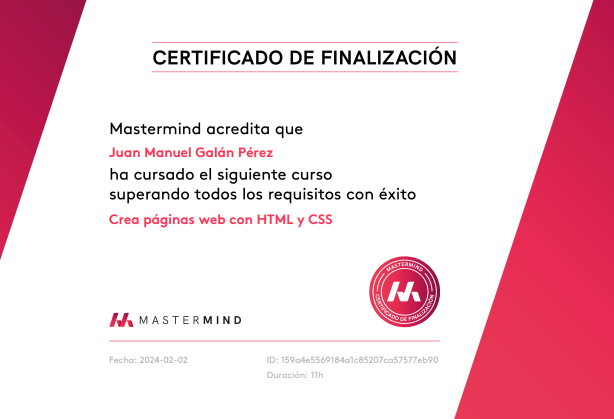 CERTIFICADO DE FINALIZACIÓN
Mastermind acredita que
Juan Manuel Galán Pérez
ha cursado el siguiente curso
superando todos los requisitos con éxito
Crea páginas web con HTML y CSS
MASTERMIND
CERTIFICADO DE FINALIZACIÓN
MASTERMIND
Fecha: 2024-02-02
ID: 159a4e5569184a1c85207ca57577eb90
Duración: 11h